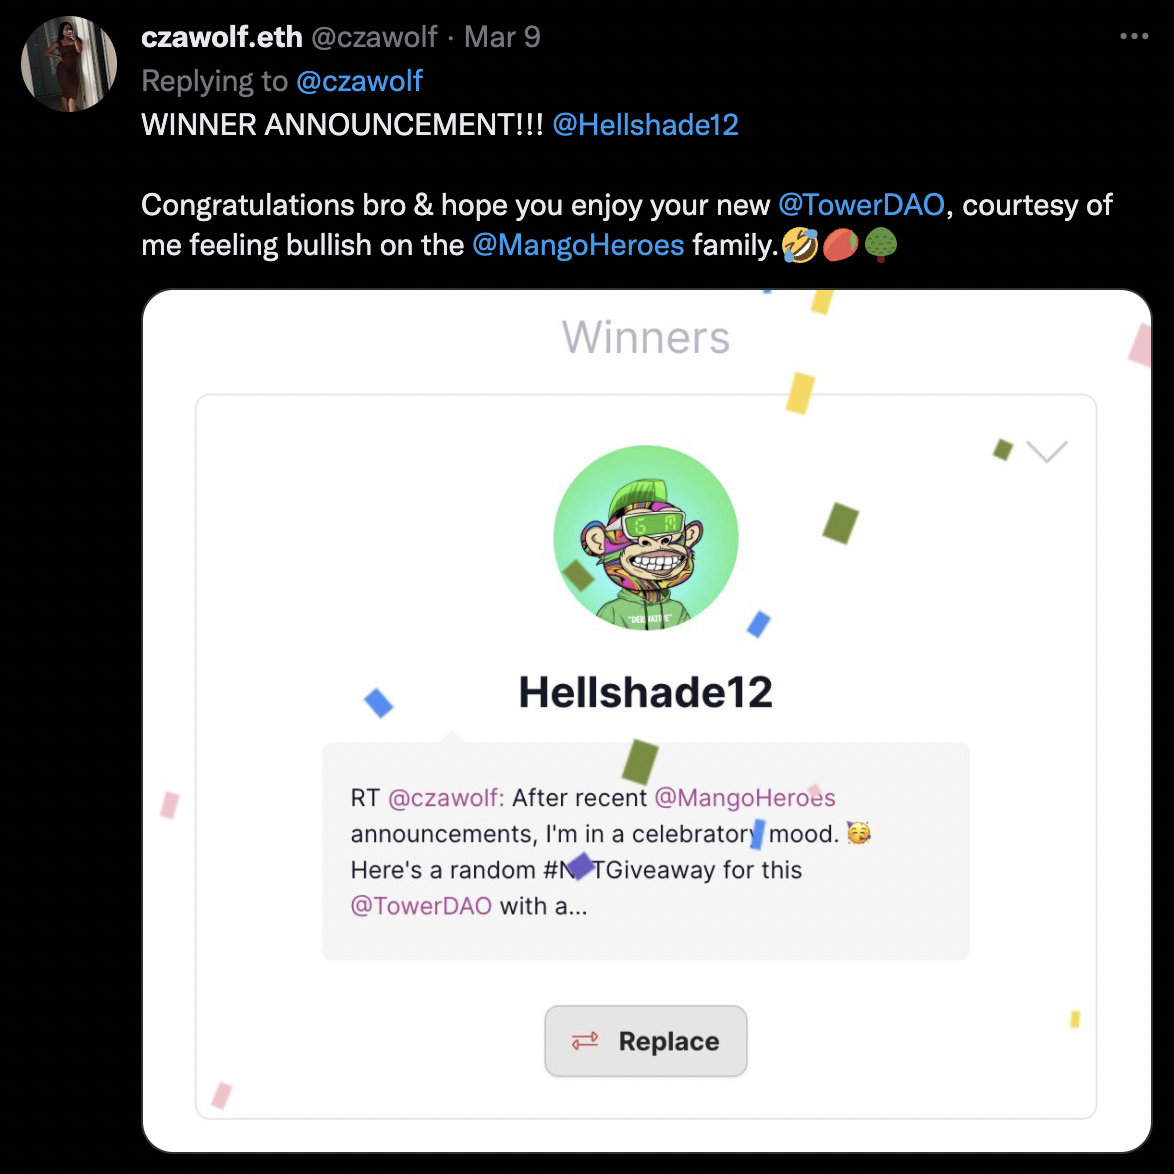 czawolf.eth @czawolf · Mar 9
Replying to @czawolf
WINNER ANNOUNCEMENT!!! @Hellshade12
Congratulations bro & hope you enjoy your new @TowerDAO, courtesy of
me feeling bullish on the @MangoHeroes family.🤣🥭🌳
Winners
G M
"DERIVATIVE"
Hellshade12
RT @czawolf: After recent @MangoHeroes
announcements, I'm in a celebratory mood. 🥳
Here's a random #NFTGiveaway for this
@TowerDAO with a...
Replace